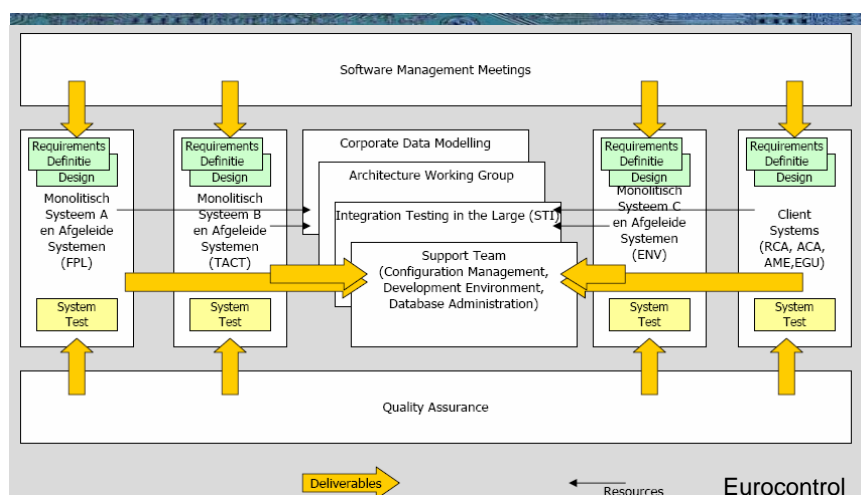 Software Management Meetings
Requirements
Definitie
Design
Monolitisch
Systeem A
en Afgeleide
Systemen
(FPL)
System
Test
Requirements
Definitie
Design
Monolitisch
Systeem B
en Afgeleide
Systemen
(TACT)
System
Test
Corporate Data Modelling
Architecture Working Group
Integration Testing in the Large (STI)
Support Team
(Configuration Management,
Development Environment,
Database Administration)
Requirements
Definitie
Design
Monolitisch
Systeem C
en Afgeleide
Systemen
(ENV)
System
Test
Requirements
Definitie
Design
Client
Systems
(RCA, ACA,
AME,EGU)
System
Test
Quality Assurance
Deliverables
Resources
Eurocontrol